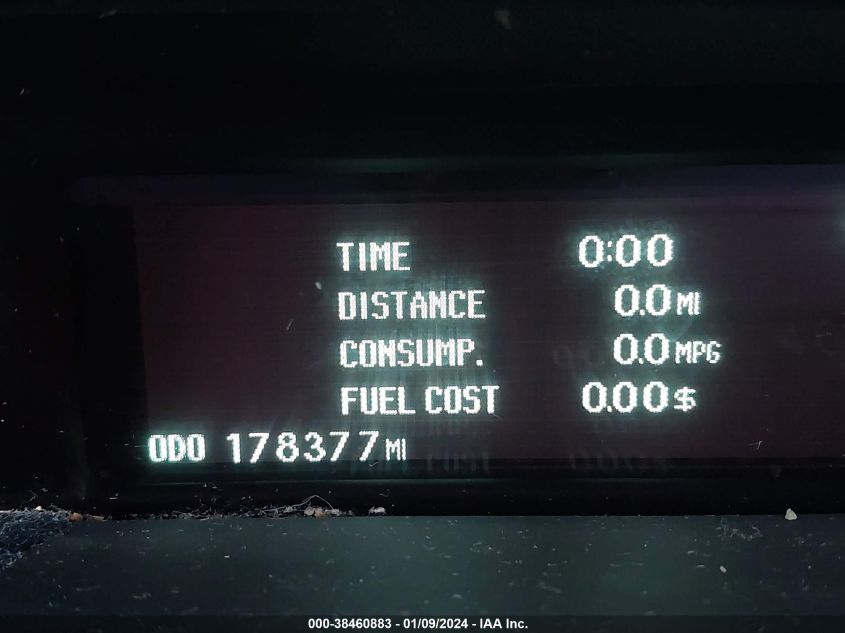 TIME 0:00
DISTANCE 0.0 MI
CONSUMP. 0.0 MPG
FUEL COST 0.00 $
ODO 178377 MI
000-38460883 - 01/09/2024 - IAA Inc.